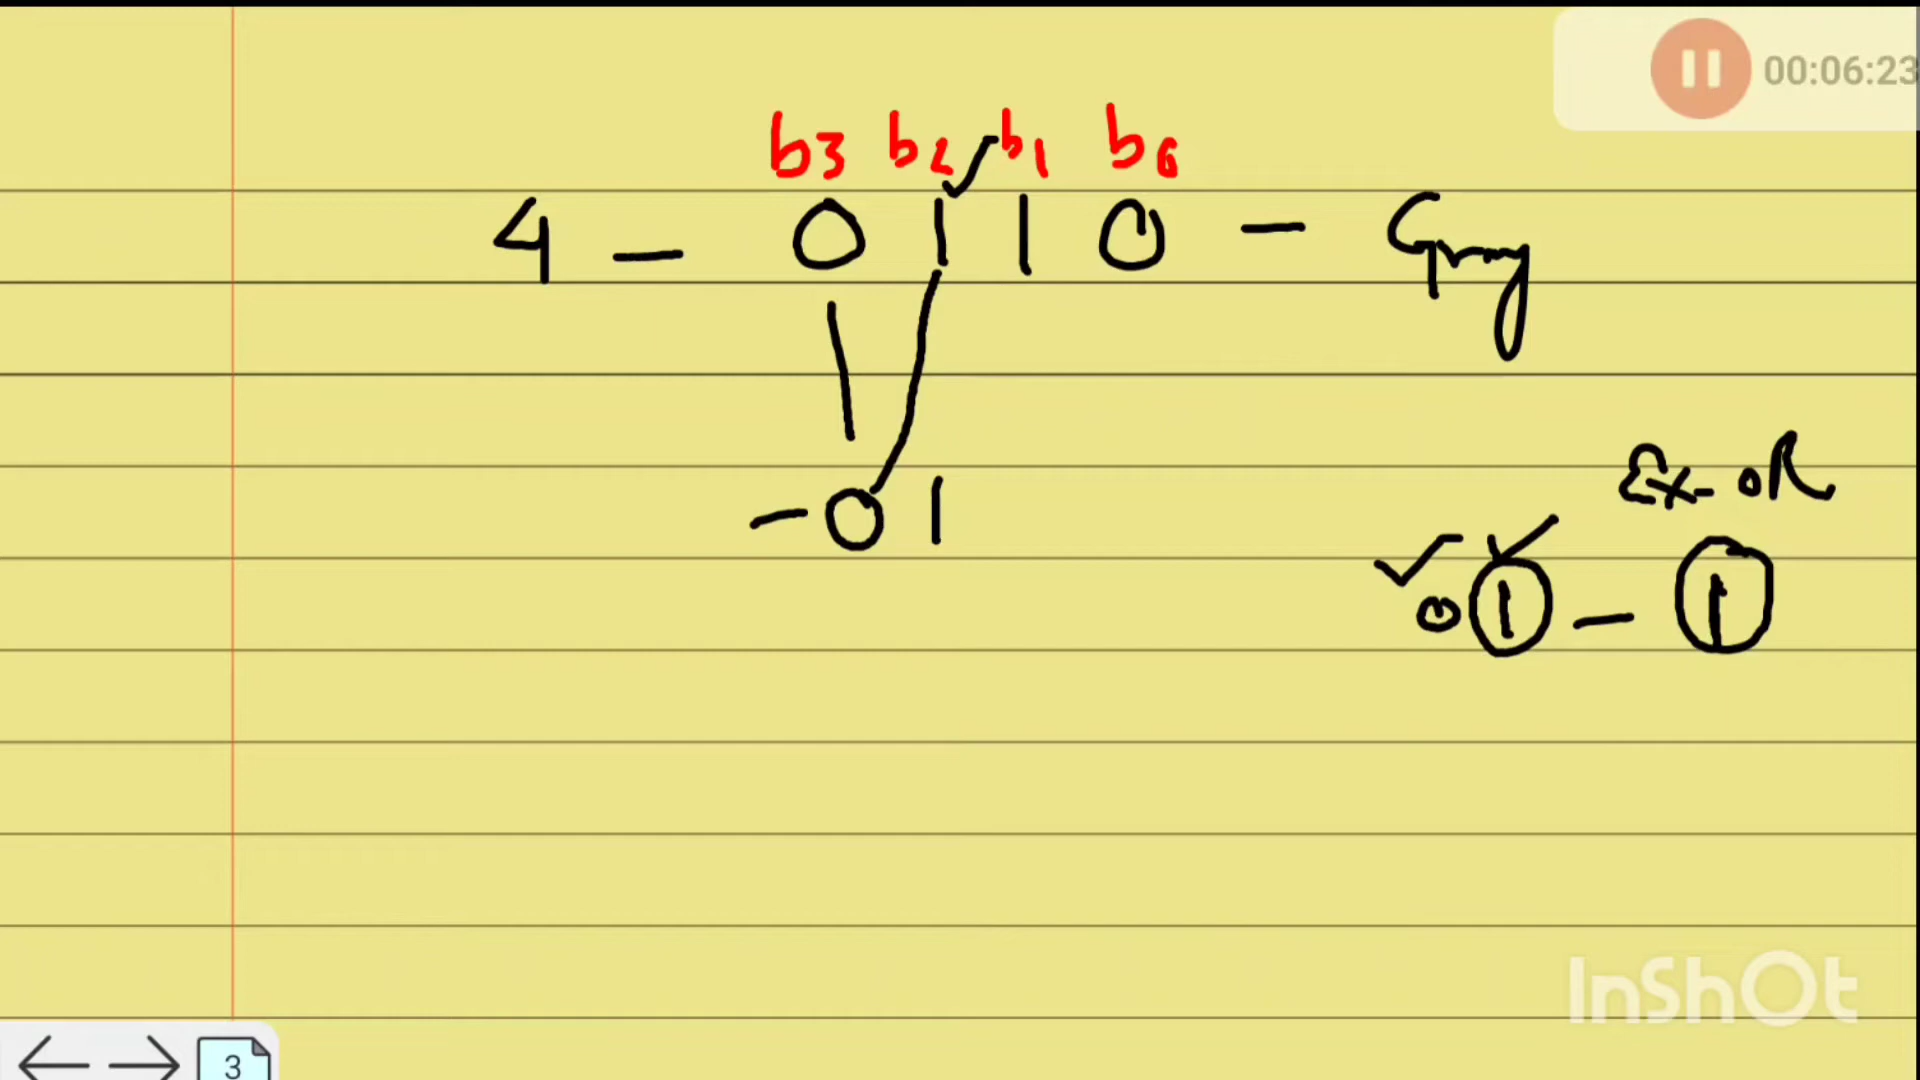 00:06:23
b3 b2 b1 b0
4 - 0 1 1 0 - Gray
Ex-OR
- 0 1
0 1 - 1
InShOt
3